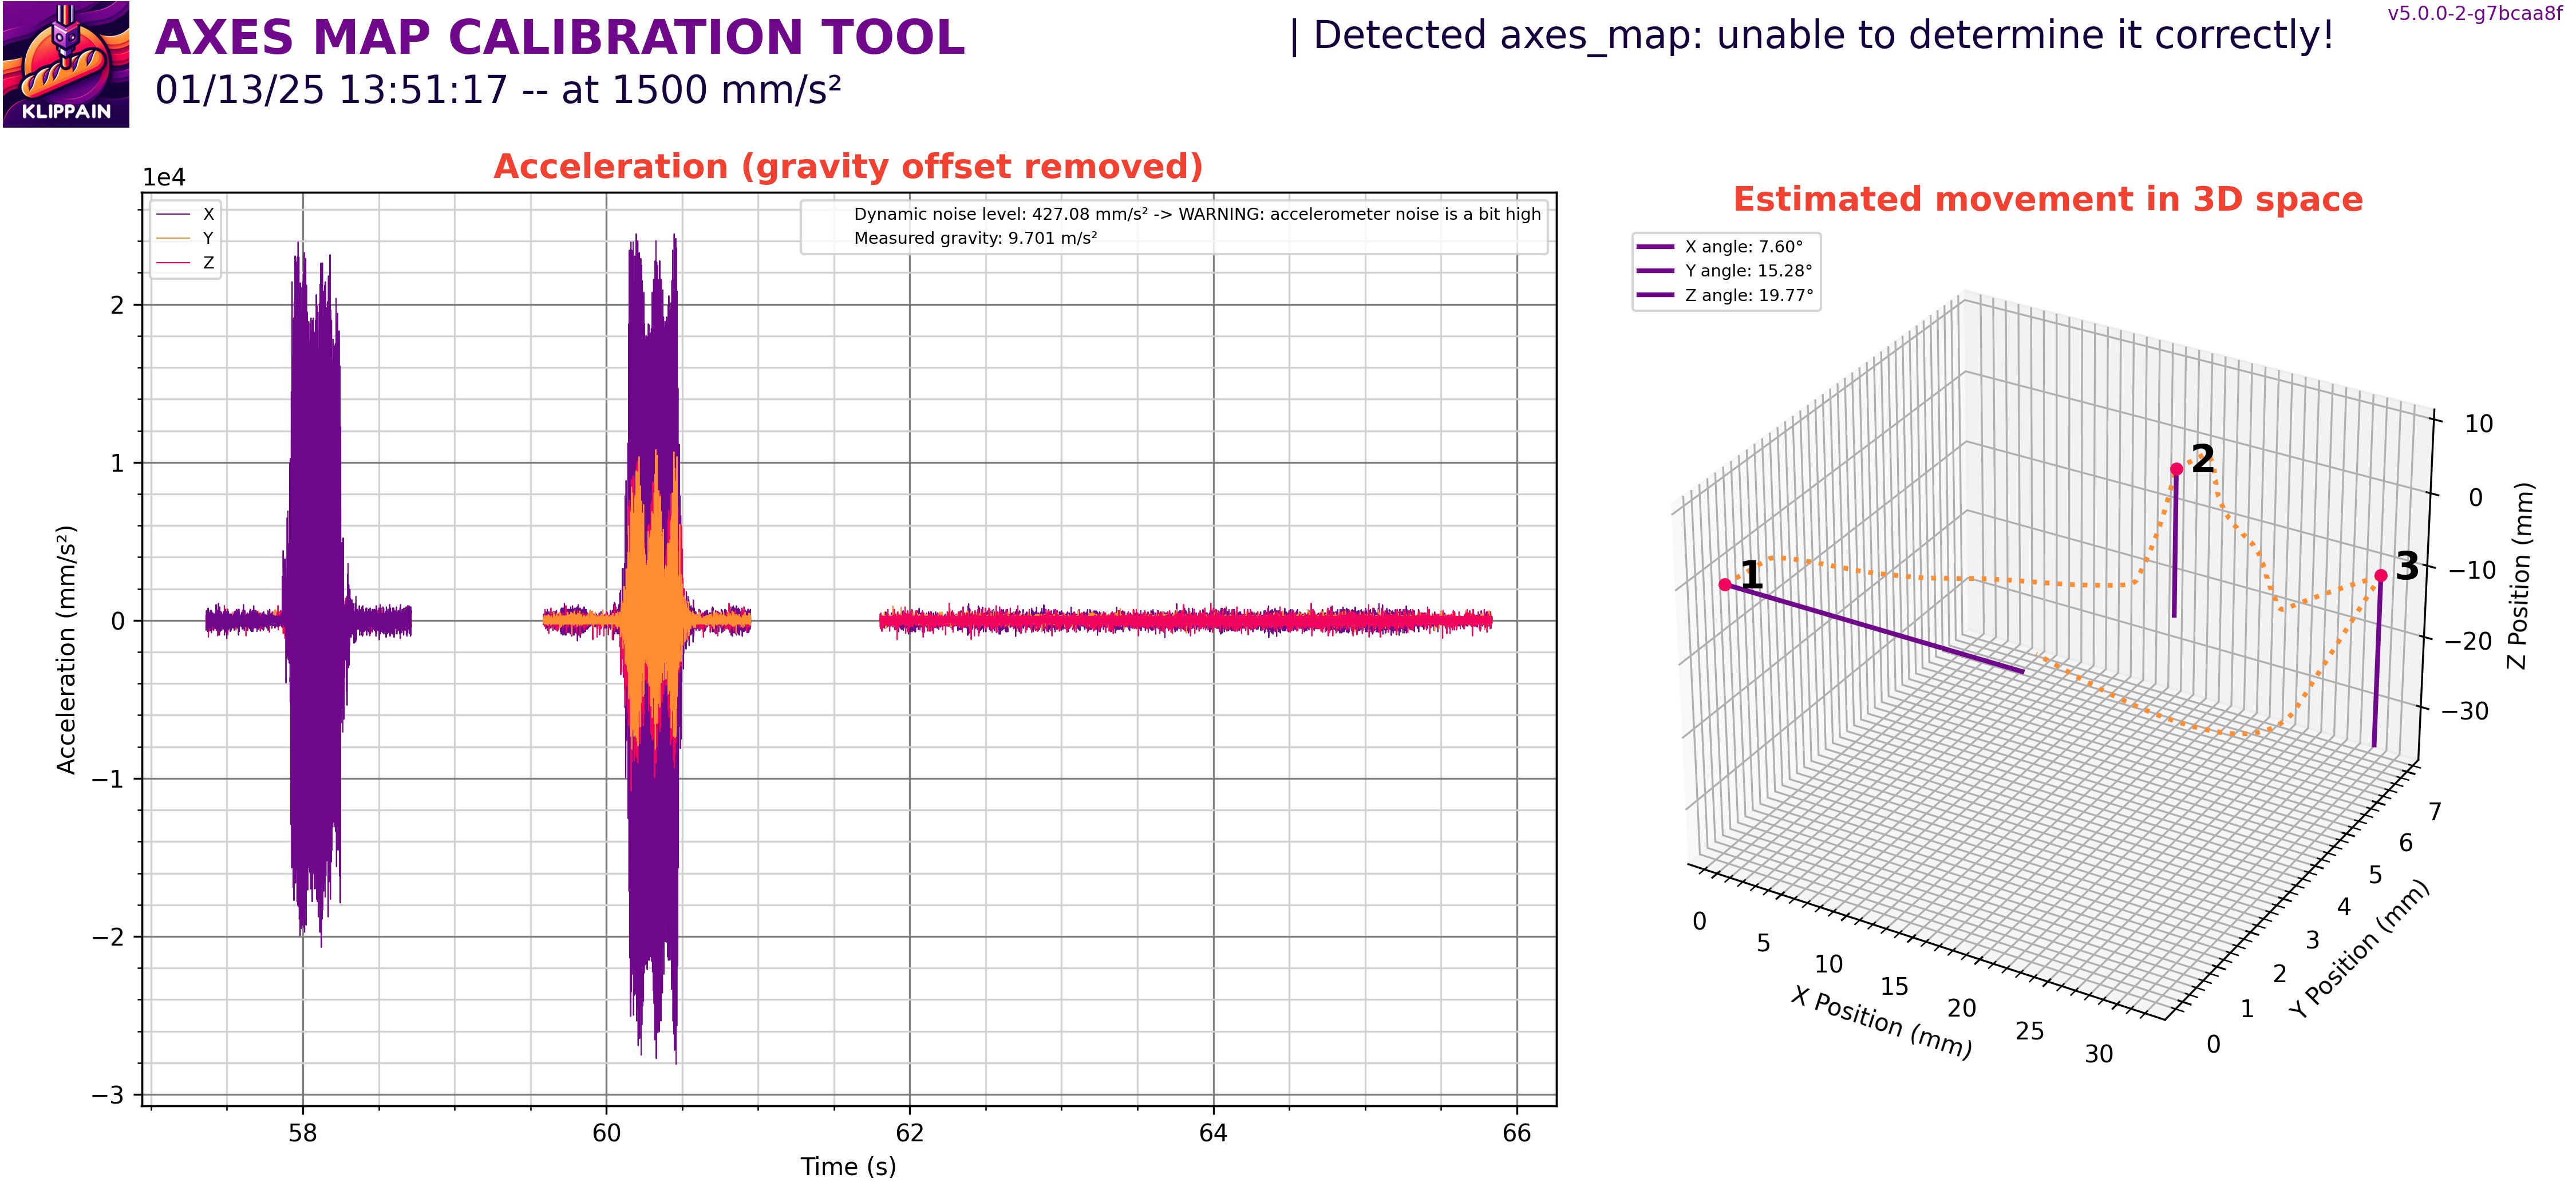 KLIPPAIN
AXES MAP CALIBRATION TOOL
01/13/25 13:51:17 -- at 1500 mm/s²
| Detected axes_map: unable to determine it correctly!
v5.0.0-2-g7bcaa8f
Acceleration (gravity offset removed)
1e4
X
Y
Z
Dynamic noise level: 427.08 mm/s² -> WARNING: accelerometer noise is a bit high
Measured gravity: 9.701 m/s²
Acceleration (mm/s²)
2
1
0
−1
−2
−3
58
60
62
64
66
Time (s)
Estimated movement in 3D space
X angle: 7.60°
Y angle: 15.28°
Z angle: 19.77°
1
2
3
10
0
−10
−20
−30
Z Position (mm)
0
5
10
15
20
25
30
X Position (mm)
0
1
2
3
4
5
6
7
Y Position (mm)